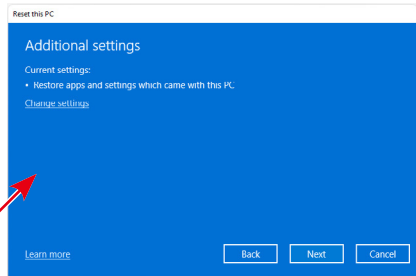 Reset this PC
Additional settings
Current settings:
• Restore apps and settings which came with this PC
Change settings
Learn more
Back
Next
Cancel